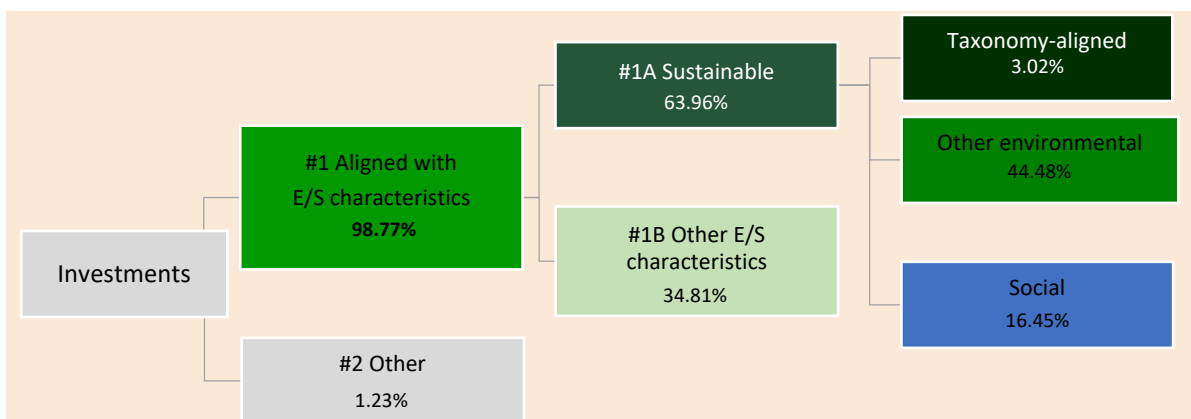 Investments
#1 Aligned with
E/S characteristics
98.77%
#2 Other
1.23%
#1A Sustainable
63.96%
#1B Other E/S
characteristics
34.81%
Taxonomy-aligned
3.02%
Other environmental
44.48%
Social
16.45%